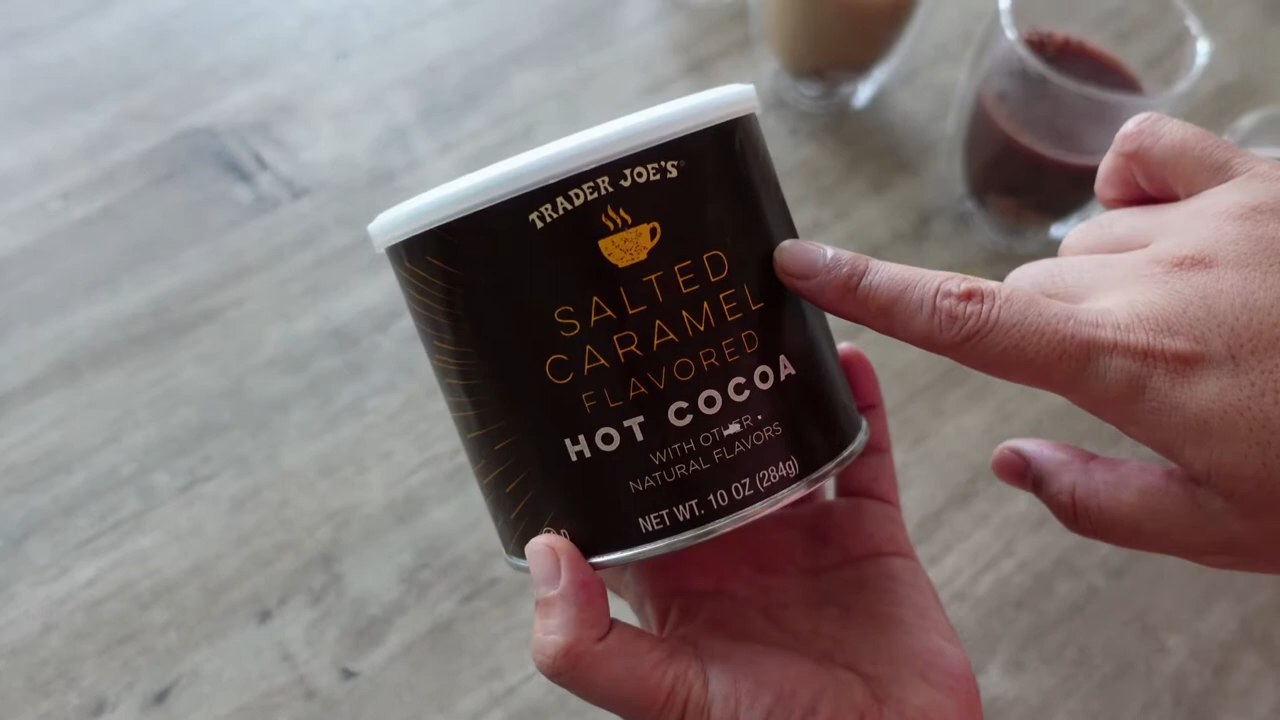 TRADER JOE'S
SALTED
CARAMEL
FLAVORED
HOT COCOA
WITH OTHER
NATURAL FLAVORS
NET WT. 10 OZ (284g)